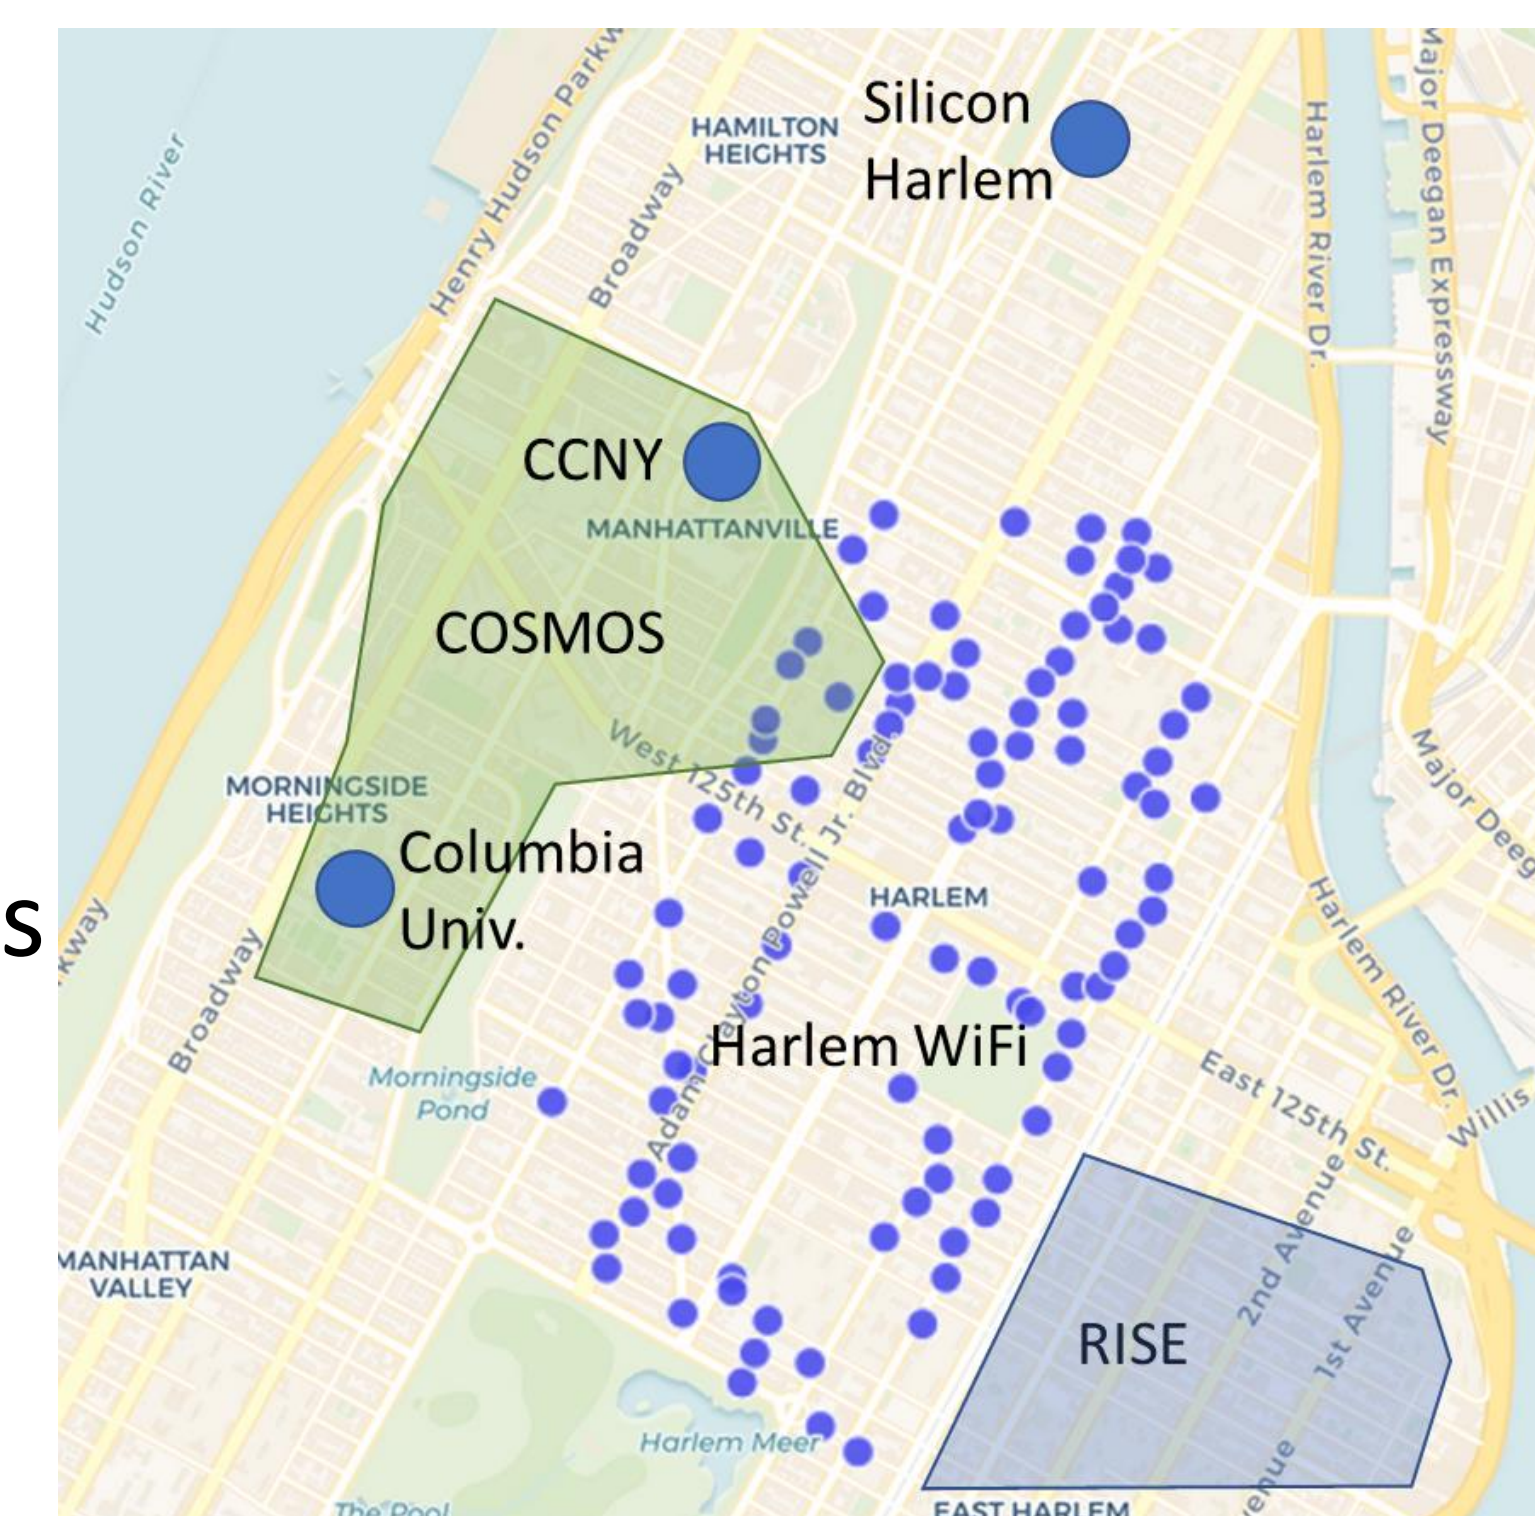 Henry Hudson Parkw
Hudson River
HAMILTON
HEIGHTS
Silicon
Harlem
Broadway
Harlem River Dr.
Major Deegan Expressway
CCNY
MANHATTANVILLE
COSMOS
West 125th St.
MORNINGSIDE
HEIGHTS
Columbia
Univ.
s
kway
Broadway
HARLEM
Adam Clayton Powell Jr. Blvd.
Major Deeg
Harlem River Dr.
Harlem WiFi
Morningside
Pond
East 125th St.
Willis
MANHATTAN
VALLEY
2nd Avenue
1st Avenue
RISE
Harlem Meer
The Pool
EAST HARLEM
venue